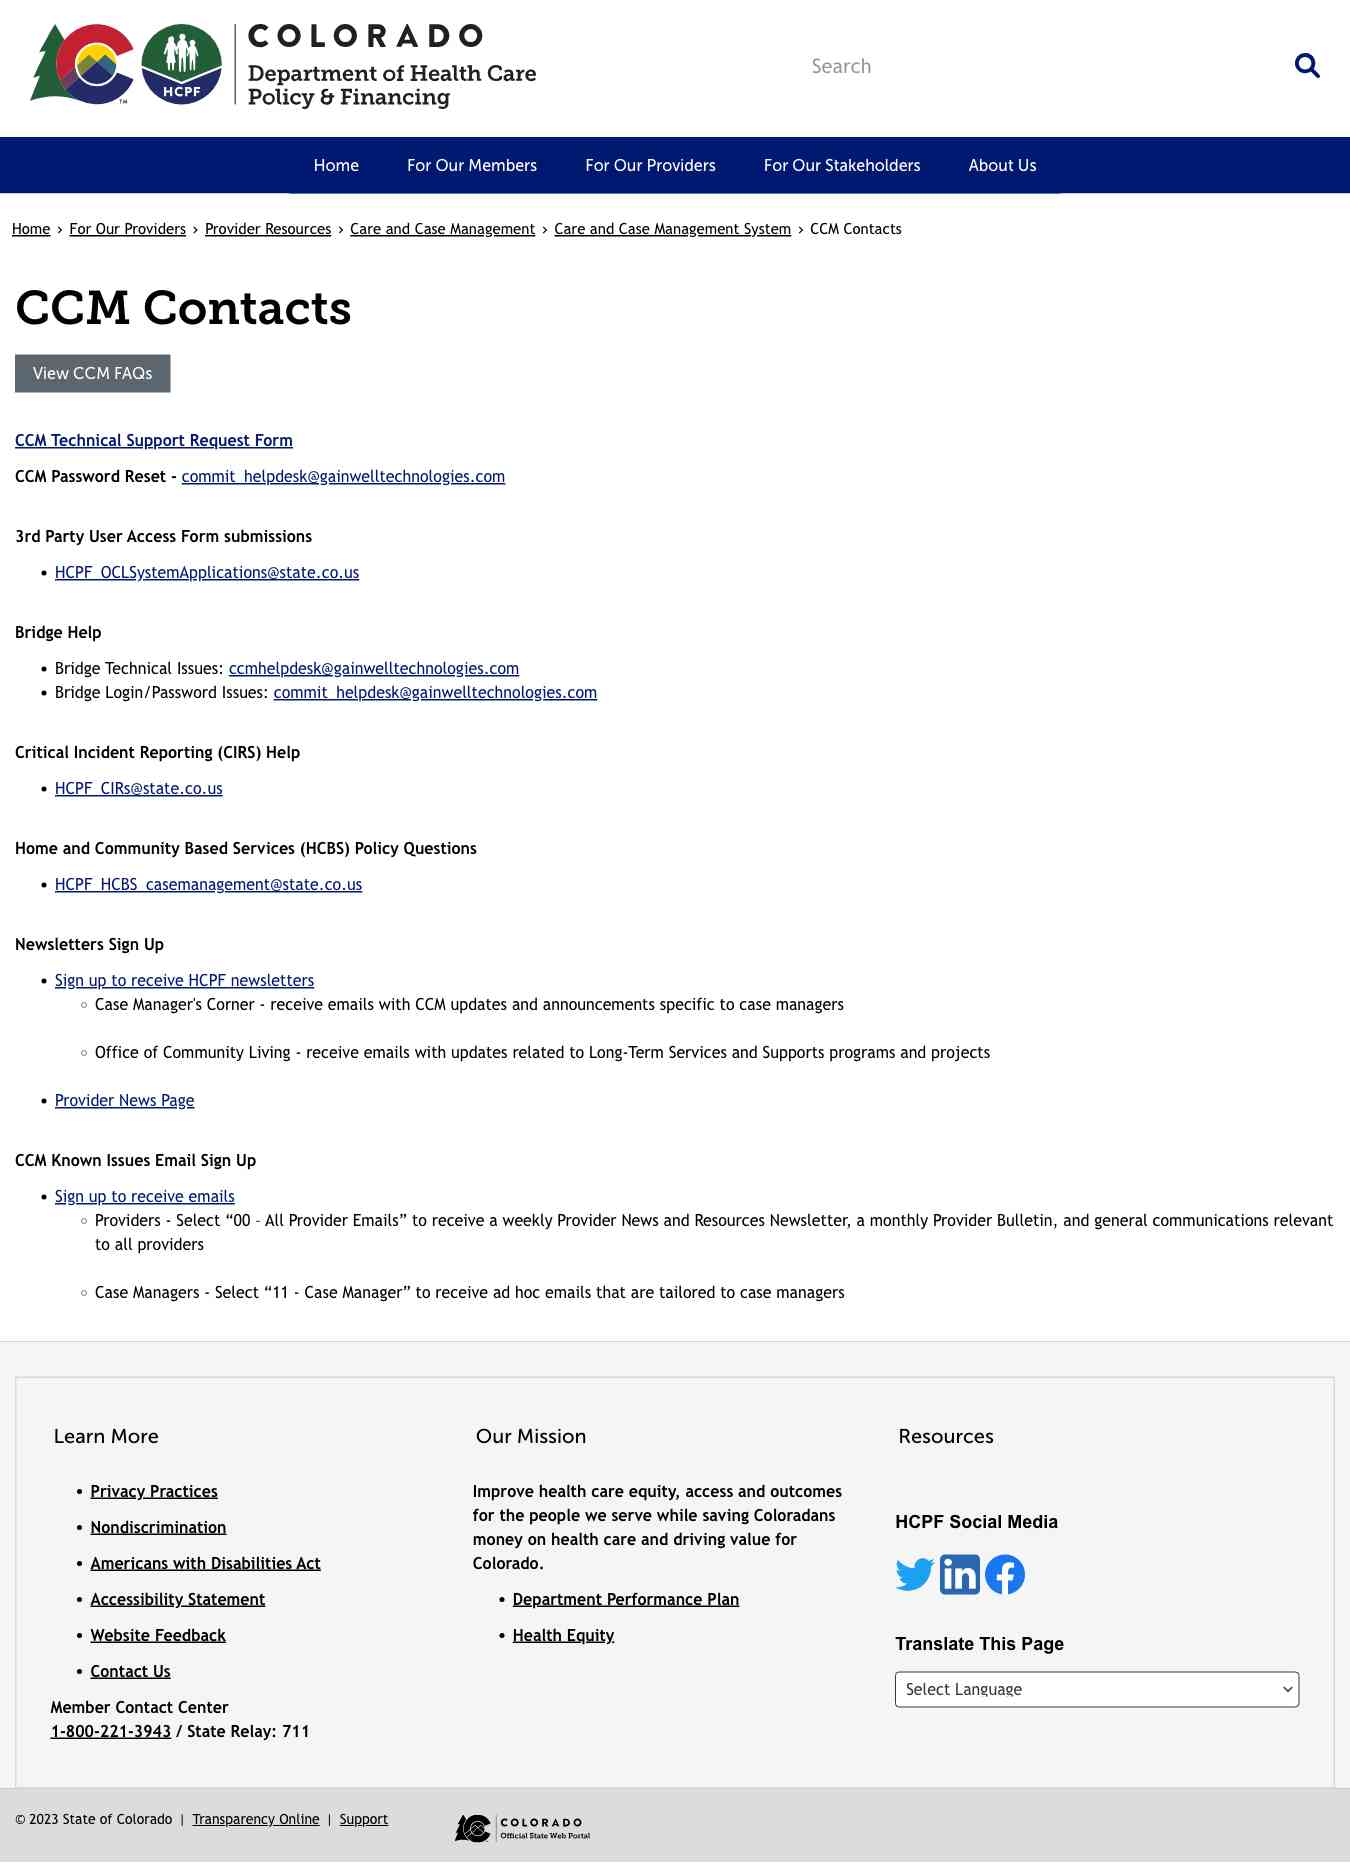 COLORADO
Department of Health Care
Policy & Financing
HCPF
TM
Search
Home For Our Members For Our Providers For Our Stakeholders About Us
Home › For Our Providers › Provider Resources › Care and Case Management › Care and Case Management System › CCM Contacts
CCM Contacts
View CCM FAQs
CCM Technical Support Request Form
CCM Password Reset - commit_helpdesk@gainwelltechnologies.com
3rd Party User Access Form submissions
• HCPF_OCLSystemApplications@state.co.us
Bridge Help
• Bridge Technical Issues: ccmhelpdesk@gainwelltechnologies.com
• Bridge Login/Password Issues: commit_helpdesk@gainwelltechnologies.com
Critical Incident Reporting (CIRS) Help
• HCPF_CIRs@state.co.us
Home and Community Based Services (HCBS) Policy Questions
• HCPF_HCBS_casemanagement@state.co.us
Newsletters Sign Up
• Sign up to receive HCPF newsletters
◦ Case Manager's Corner - receive emails with CCM updates and announcements specific to case managers
◦ Office of Community Living - receive emails with updates related to Long-Term Services and Supports programs and projects
• Provider News Page
CCM Known Issues Email Sign Up
• Sign up to receive emails
◦ Providers - Select “00 - All Provider Emails” to receive a weekly Provider News and Resources Newsletter, a monthly Provider Bulletin, and general communications relevant
to all providers
◦ Case Managers - Select “11 - Case Manager” to receive ad hoc emails that are tailored to case managers
Learn More
• Privacy Practices
• Nondiscrimination
• Americans with Disabilities Act
• Accessibility Statement
• Website Feedback
• Contact Us
Member Contact Center
1-800-221-3943 / State Relay: 711
Our Mission
Improve health care equity, access and outcomes
for the people we serve while saving Coloradans
money on health care and driving value for
Colorado.
• Department Performance Plan
• Health Equity
Resources
HCPF Social Media
in
Translate This Page
Select Language
© 2023 State of Colorado | Transparency Online | Support
COLORADO
Official State Web Portal